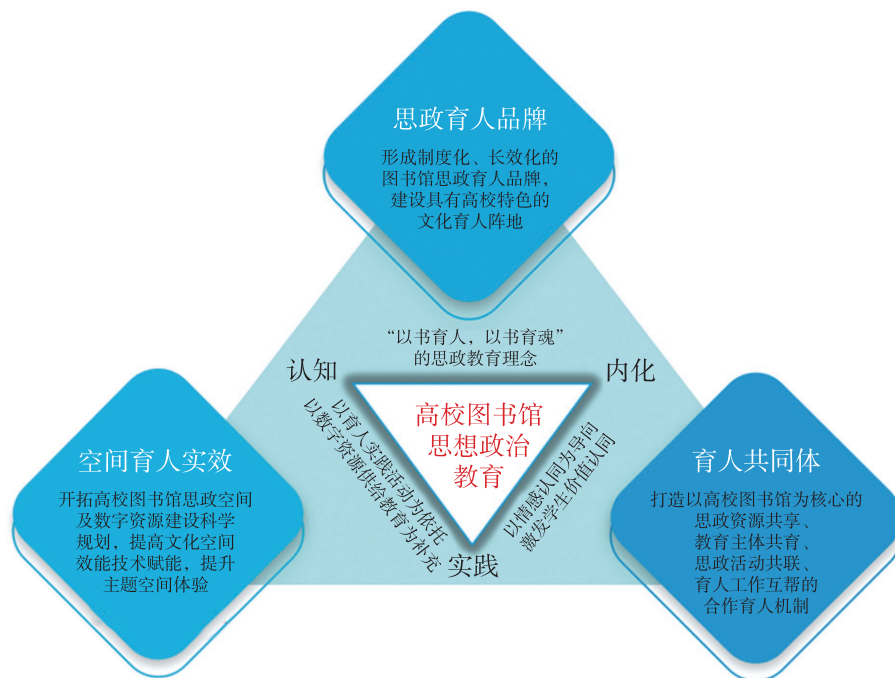 思政育人品牌
形成制度化、长效化的
图书馆思政育人品牌，
建设具有高校特色的
文化育人阵地
“以书育人，以书育魂”
的思政教育理念
认知
内化
高校图书馆
思想政治
教育
以育人实践活动为依托
以数字资源供给教育为补充
以情感认同为导向
激发学生价值认同
实践
空间育人实效
开拓高校图书馆思政空间
及数字资源建设科学
规划，提高文化空间
效能技术赋能，提升
主题空间体验
育人共同体
打造以高校图书馆为核心的
思政资源共享、
教育主体共育、
思政活动共联、
育人工作互帮的
合作育人机制